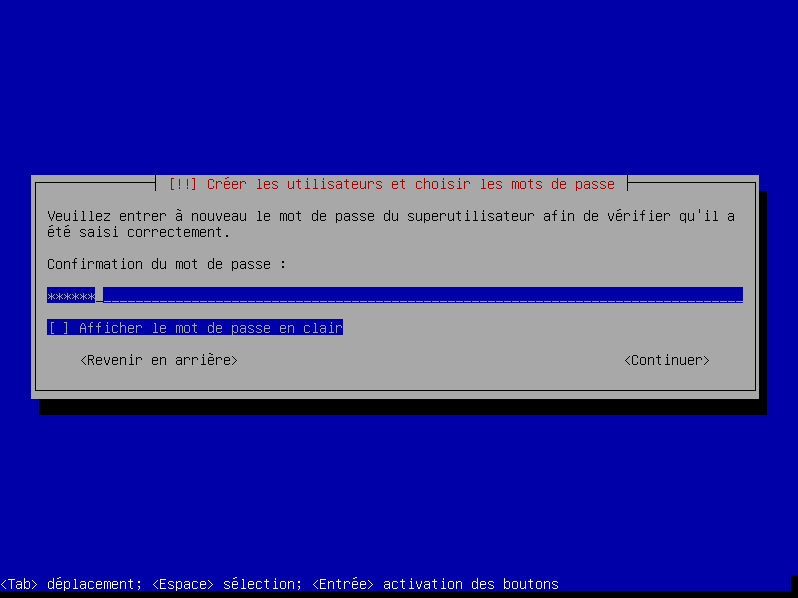 [!!] Créer les utilisateurs et choisir les mots de passe
Veuillez entrer à nouveau le mot de passe du superutilisateur afin de vérifier qu'il a
été saisi correctement.
Confirmation du mot de passe :
******
[ ] Afficher le mot de passe en clair
<Revenir en arrière> <Continuer>
<Tab> déplacement; <Espace> sélection; <Entrée> activation des boutons